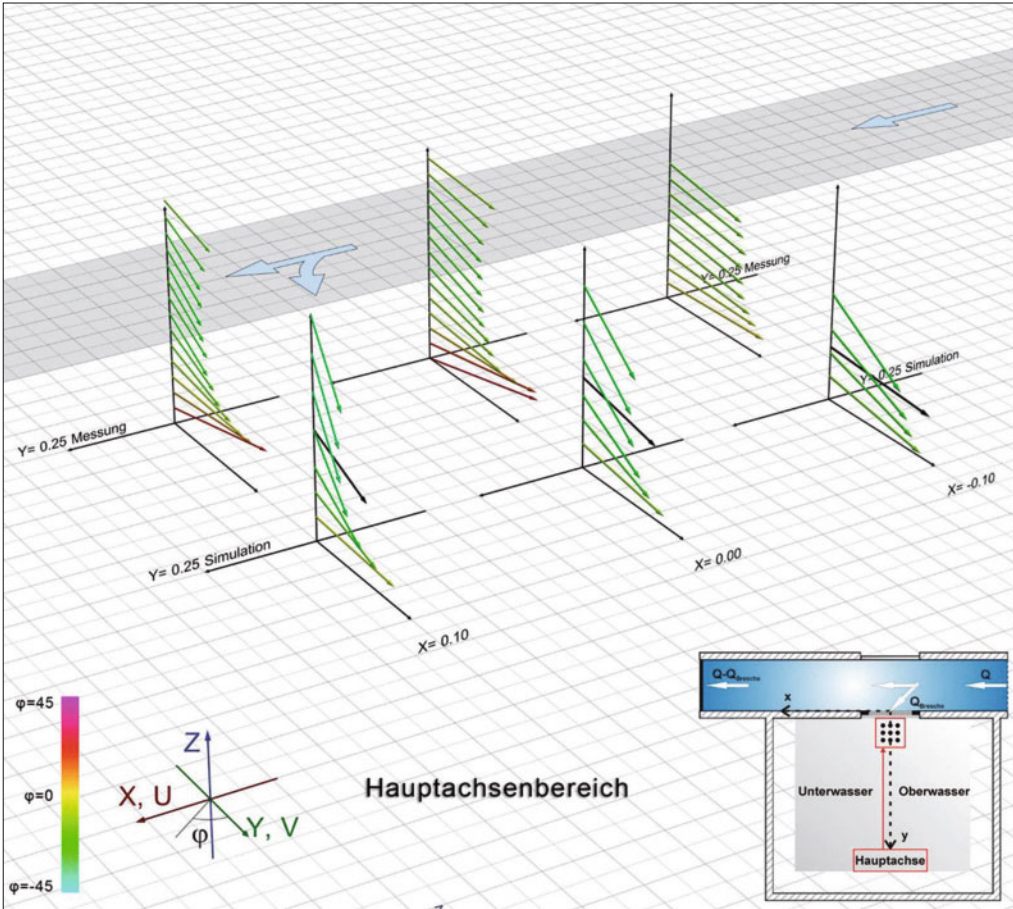 Y= 0.25 Messung
Y= 0.25 Simulation
Y= 0.25 Messung
X= -0.10
Y= 0.25 Simulation
X= 0.00
X= 0.10
φ=45
φ=0
φ=-45
Z
X, U
Y, V
φ
Hauptachsenbereich
Q-QBresche
Q
x
QBresche
Unterwasser
Oberwasser
y
Hauptachse
Z